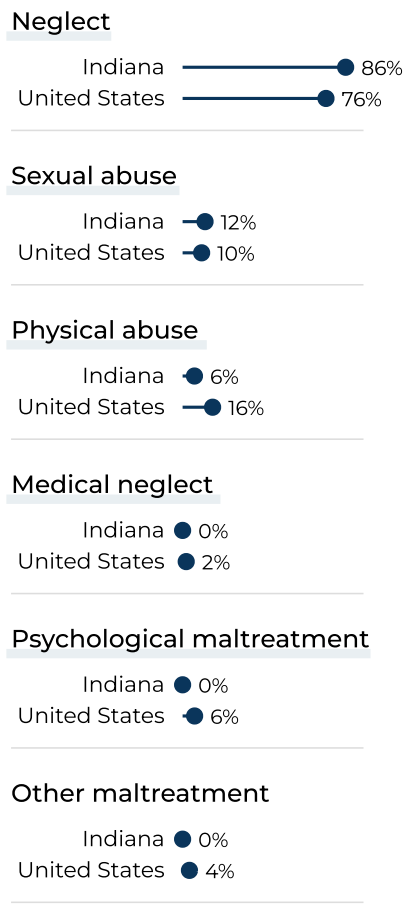 Neglect
Indiana 86%
United States 76%
Sexual abuse
Indiana 12%
United States 10%
Physical abuse
Indiana 6%
United States 16%
Medical neglect
Indiana 0%
United States 2%
Psychological maltreatment
Indiana 0%
United States 6%
Other maltreatment
Indiana 0%
United States 4%